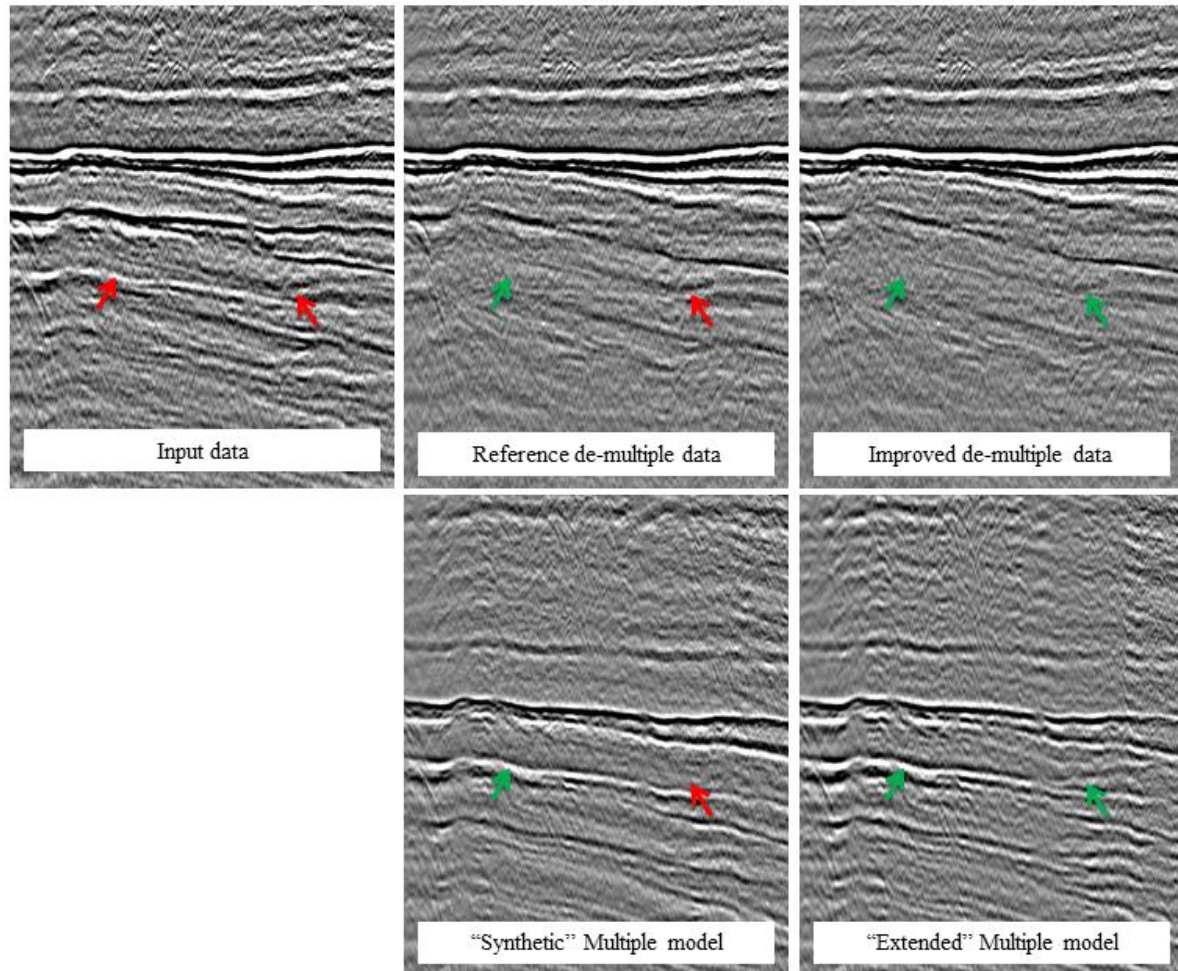 Input data
Reference de-multiple data
Improved de-multiple data
“Synthetic” Multiple model
“Extended” Multiple model